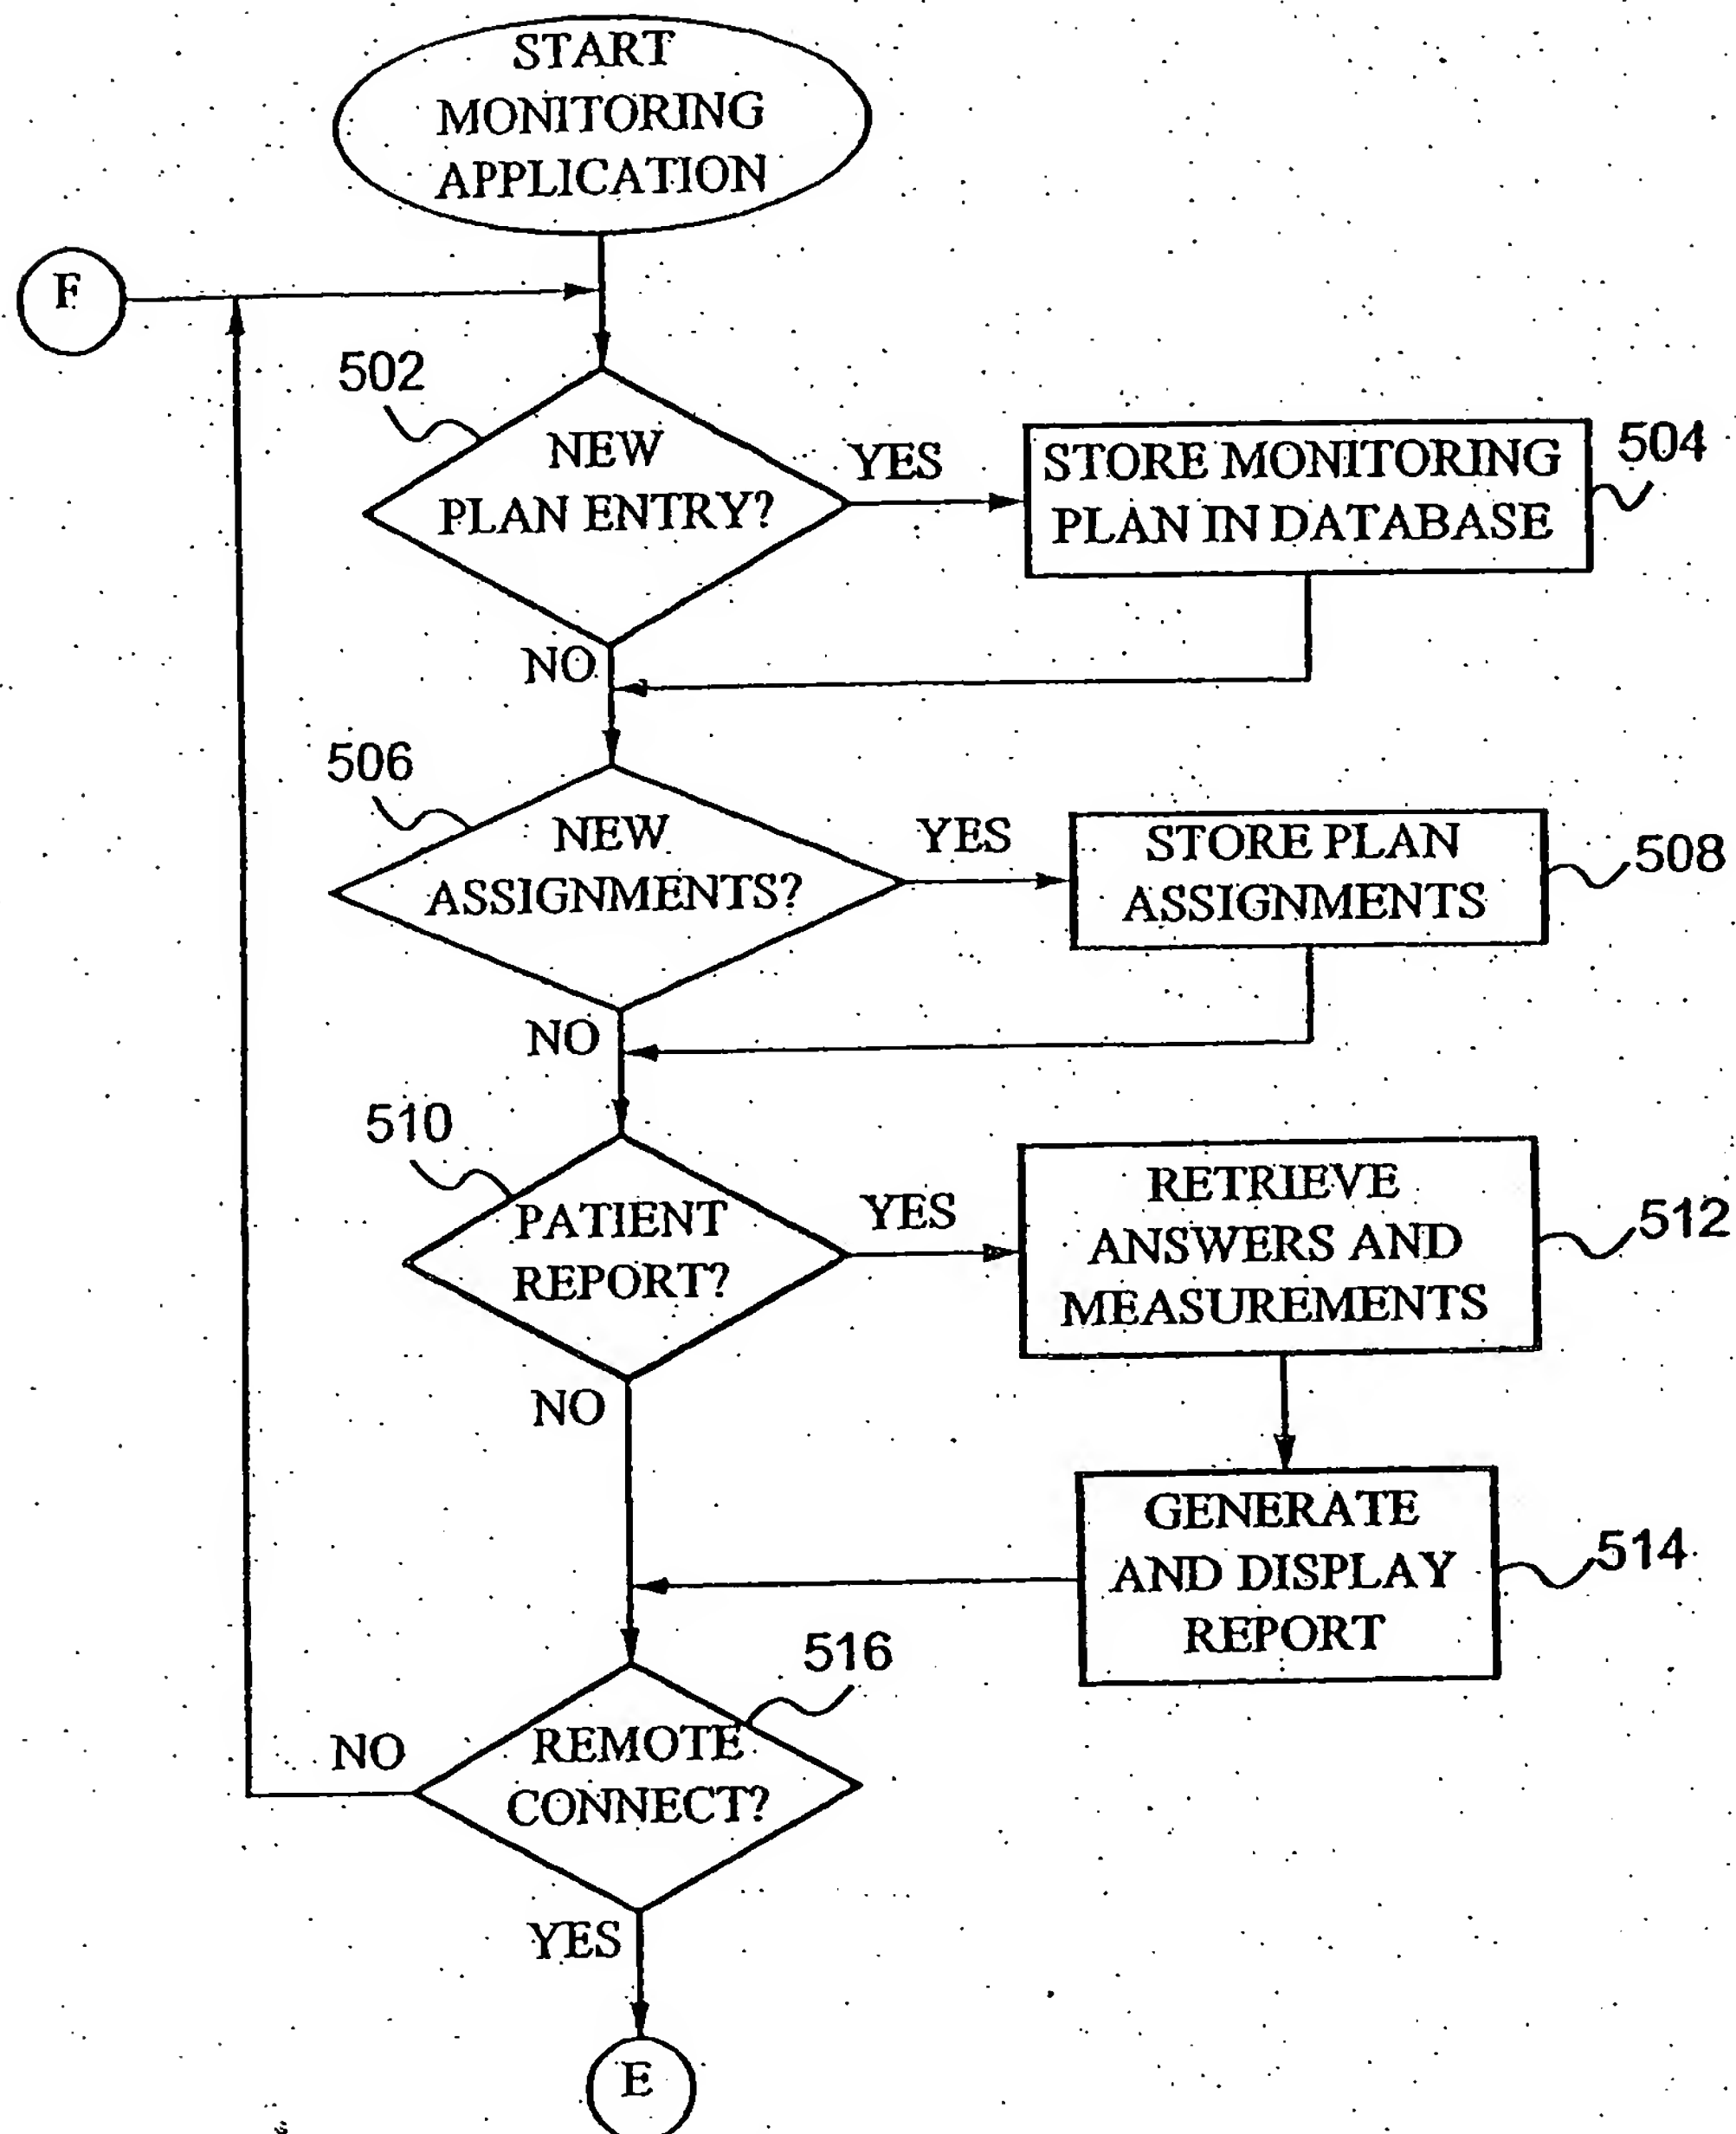 START
MONITORING
APPLICATION
F
502
NEW
PLAN ENTRY?
YES
STORE MONITORING
PLAN IN DATABASE
504
NO
506
NEW
ASSIGNMENTS?
YES
STORE PLAN
ASSIGNMENTS
508
NO
510
PATIENT
REPORT?
YES
RETRIEVE
ANSWERS AND
MEASUREMENTS
512
NO
GENERATE
AND DISPLAY
REPORT
514
516
REMOTE
CONNECT?
NO
YES
E